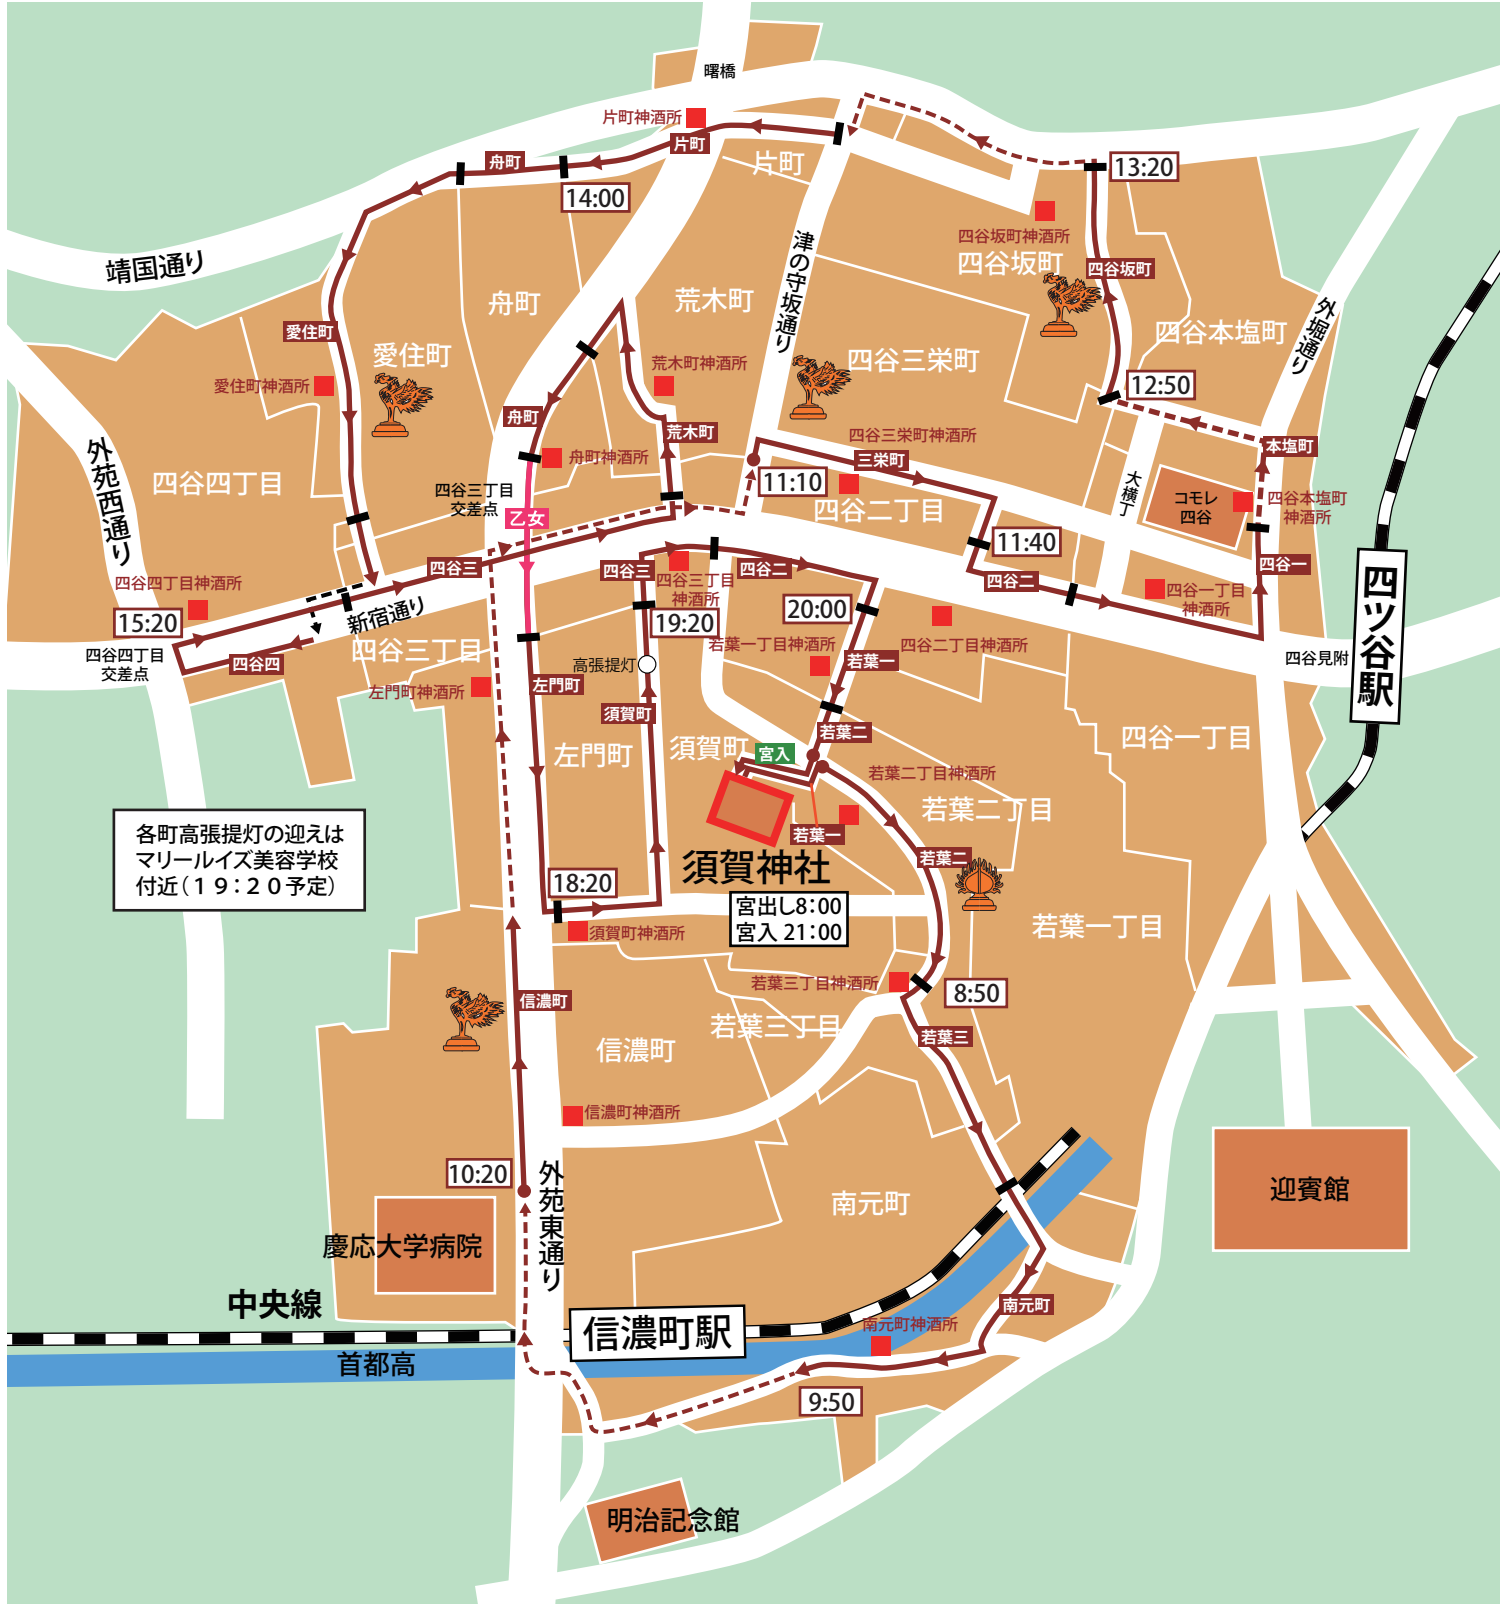 曙橋
片町神酒所
片町
舟町
片町
13:20
14:00
四谷坂町神酒所
四谷坂町
四谷坂町
靖国通り
津の守坂通り
舟町
荒木町
愛住町
愛住町
四谷本塩町
外堀通り
四谷三栄町
荒木町神酒所
愛住町神酒所
12:50
舟町
荒木町
四谷三栄町神酒所
本塩町
外苑西通り
舟町神酒所
三栄町
四谷四丁目
四谷三丁目
交差点
11:10
大横丁
コモレ
四谷
四谷本塩町
神酒所
乙女
四谷二丁目
11:40
四谷三
四谷三
四谷二
四谷一
四谷四丁目神酒所
四谷三丁目
神酒所
四谷二
四谷一丁目
神酒所
四ツ谷駅
15:20
新宿通り
19:20
20:00
四谷四丁目
交差点
四谷四
四谷三丁目
若葉一丁目神酒所
四谷二丁目神酒所
四谷見附
高張提灯
若葉一
左門町神酒所
左門町
須賀町
若葉二
四谷一丁目
左門町
須賀町
宮入
若葉二丁目神酒所
若葉二丁目
各町高張提灯の迎えは
マリールイズ美容学校
付近(19:20予定)
若葉一
須賀神社
若葉二
18:20
宮出し8:00
宮入 21:00
須賀町神酒所
若葉一丁目
若葉三丁目神酒所
8:50
信濃町
若葉三丁目
若葉三
信濃町
信濃町神酒所
10:20
外苑東通り
南元町
迎賓館
慶応大学病院
中央線
南元町
信濃町駅
南元町神酒所
首都高
9:50
明治記念館